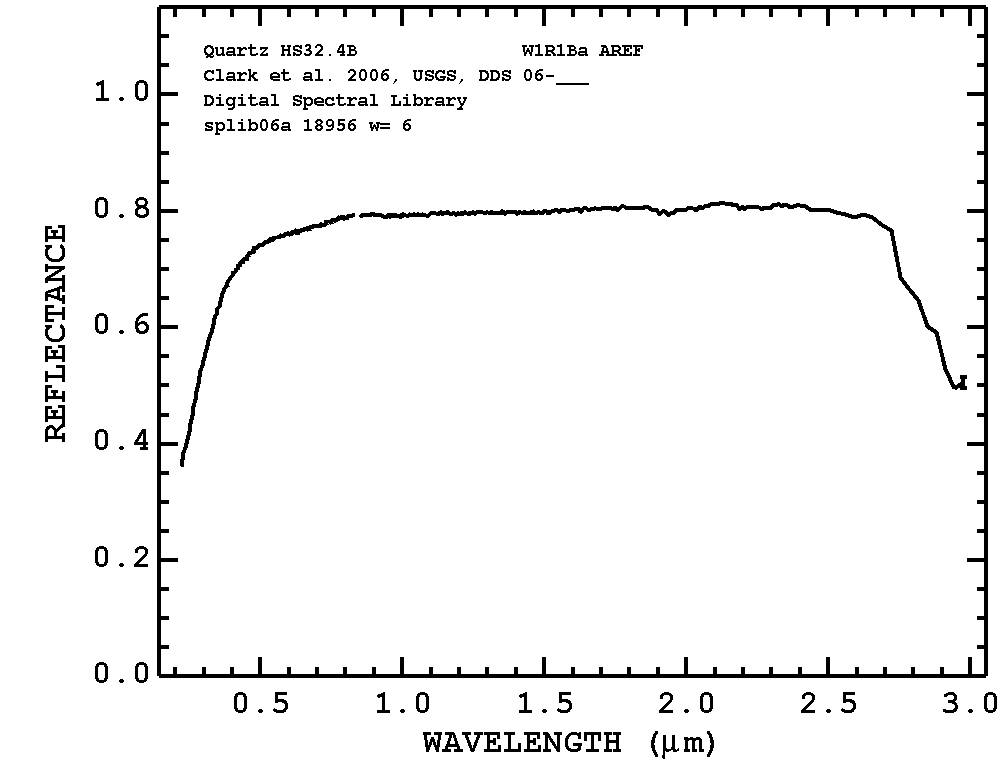 Quartz HS32.4B W1R1Ba AREF
Clark et al. 2006, USGS, DDS 06-___
Digital Spectral Library
splib06a 18956 w= 6
REFLECTANCE
1.0
0.8
0.6
0.4
0.2
0.0
0.5 1.0 1.5 2.0 2.5 3.0
WAVELENGTH (μm)